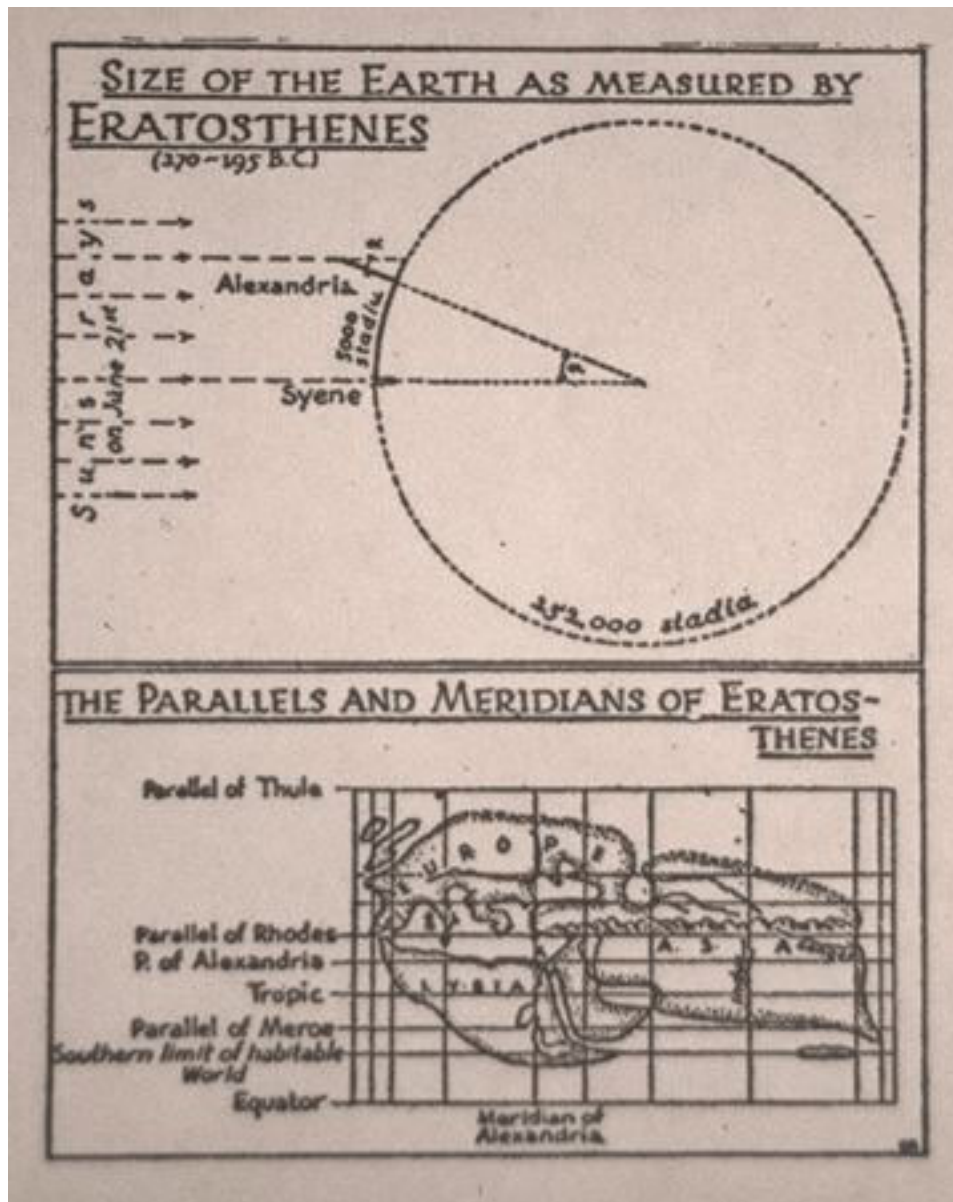 SIZE OF THE EARTH AS MEASURED BY
ERATOSTHENES
(270-195 B.C)
Sun's rays
on June 21st
R
Alexandria
5000
stadia
Syene
252,000 stadia
THE PARALLELS AND MERIDIANS OF ERATOS-
THENES
Parallel of Thule
EUROPE
Parallel of Rhodes
A. S. A
P. of Alexandria
LYBIA
Tropic
Parallel of Meroe
Southern limit of habitable
World
Equator
Meridian of
Alexandria